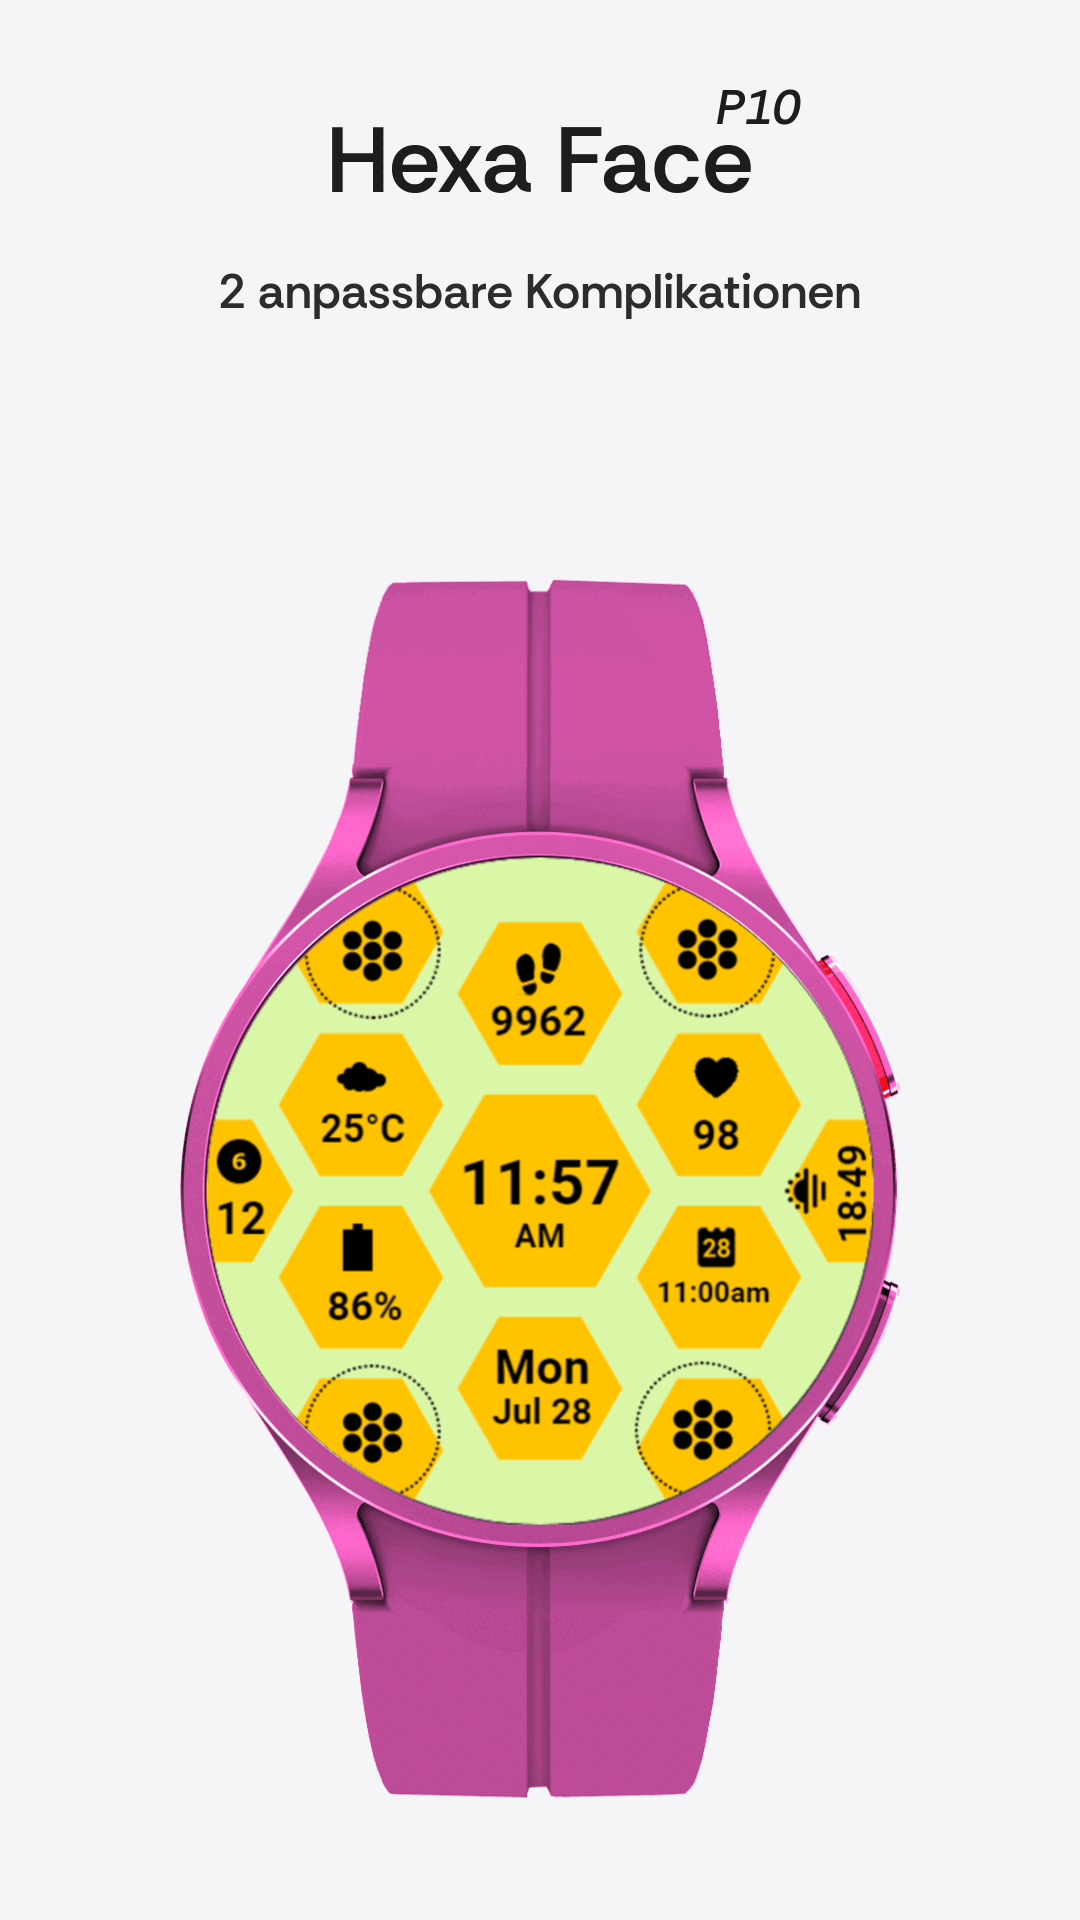 P10
Hexa Face
2 anpassbare Komplikationen
9962
25°C
98
6
12
11:57
AM
18:49
86%
28
11:00am
Mon
Jul 28